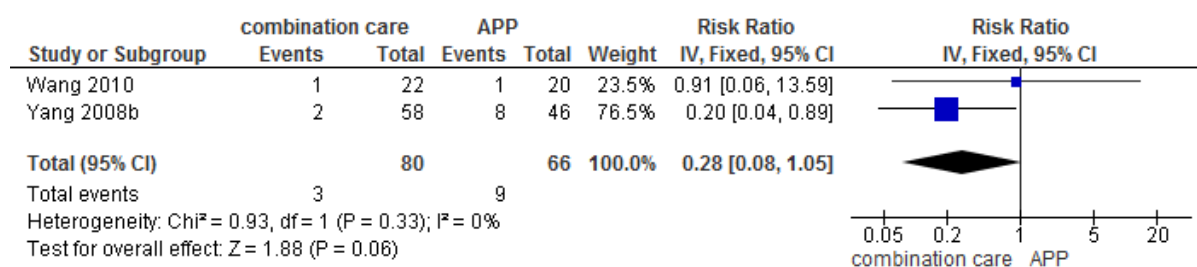 combination care APP Risk Ratio Risk Ratio
Study or Subgroup Events Total Events Total Weight IV, Fixed, 95% CI IV, Fixed, 95% CI
Wang 2010 1 22 1 20 23.5% 0.91 [0.06, 13.59]
Yang 2008b 2 58 8 46 76.5% 0.20 [0.04, 0.89]
Total (95% CI) 80 66 100.0% 0.28 [0.08, 1.05]
Total events 3 9
Heterogeneity: Chi² = 0.93, df = 1 (P = 0.33); I² = 0%
Test for overall effect: Z = 1.88 (P = 0.06)
0.05 0.2 1 5 20
combination care APP